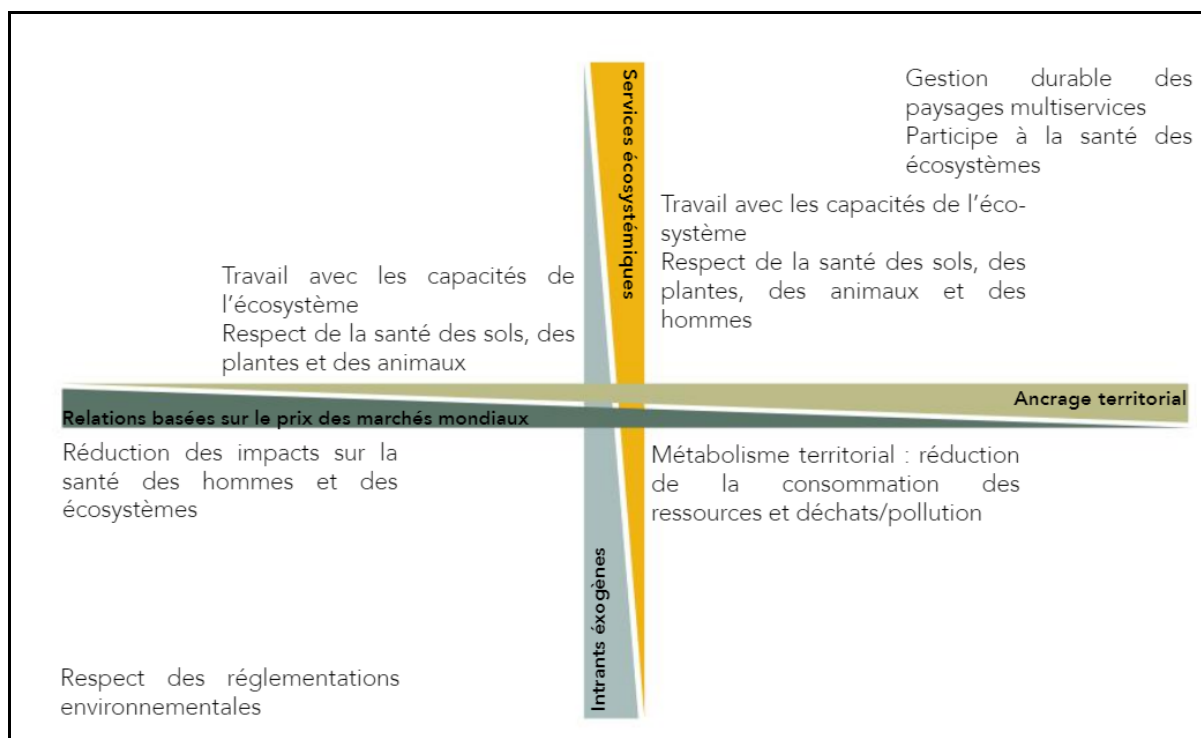 Services écosystémiques
Gestion durable des
paysages multiservices
Participe à la santé des
écosystèmes
Travail avec les capacités de l'éco-
système
Respect de la santé des sols, des
plantes, des animaux et des
hommes
Travail avec les capacités de
l'écosystème
Respect de la santé des sols, des
plantes et des animaux
Ancrage territorial
Relations basées sur le prix des marchés mondiaux
Réduction des impacts sur la
santé des hommes et des
écosystèmes
Métabolisme territorial : réduction
de la consommation des
ressources et déchets/pollution
Intrants éxogènes
Respect des réglementations
environnementales